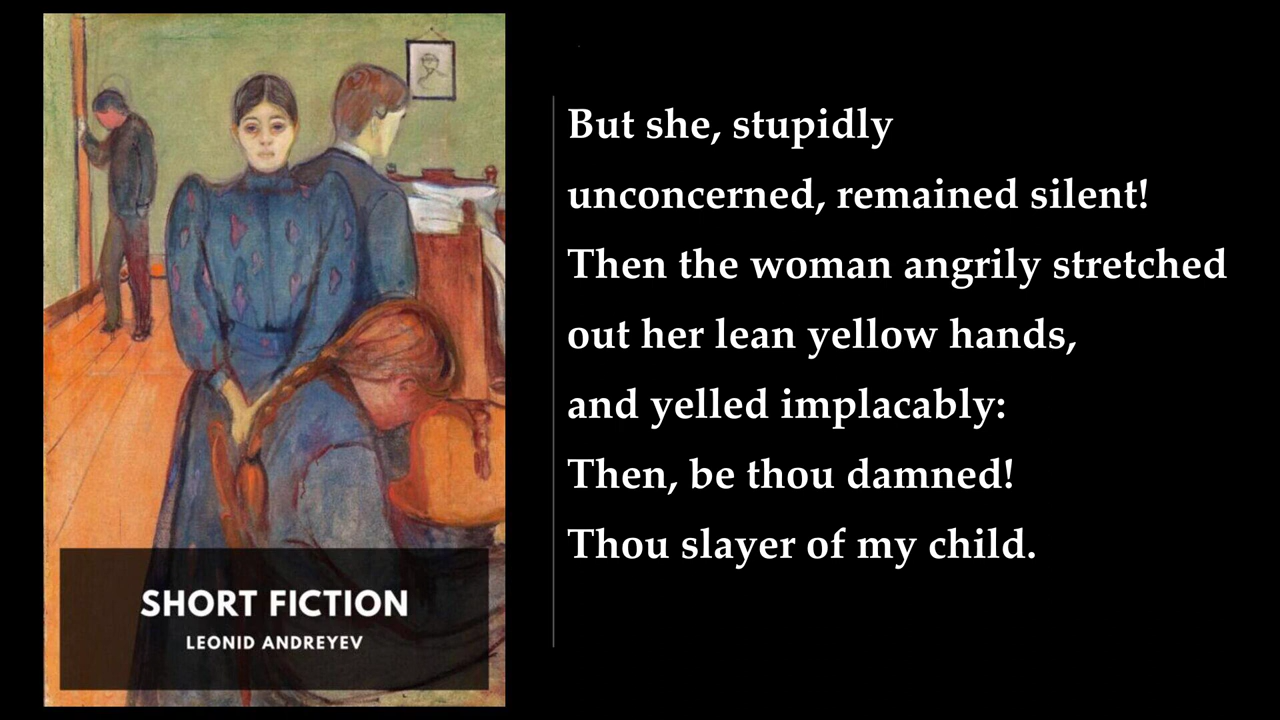 SHORT FICTION
LEONID ANDREYEV
But she, stupidly
unconcerned, remained silent!
Then the woman angrily stretched
out her lean yellow hands,
and yelled implacably:
Then, be thou damned!
Thou slayer of my child.